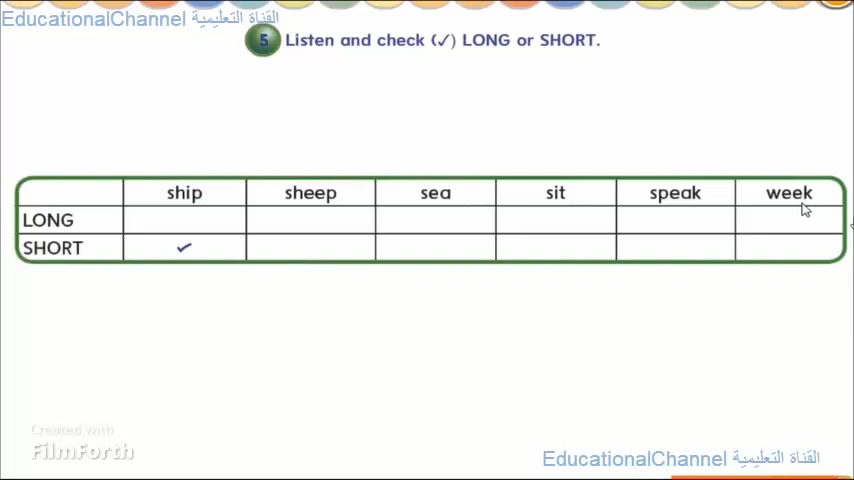 EducationalChannel القناة التعليمية
5 Listen and check (✓) LONG or SHORT.
ship sheep sea sit speak week
LONG
SHORT ✓
Created with
FilmForth
EducationalChannel القناة التعليمية